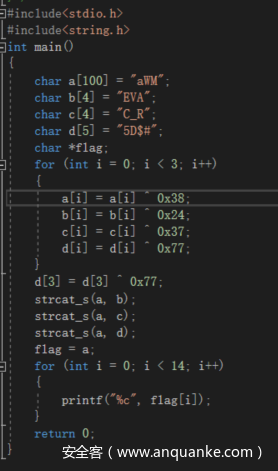 #include<stdio.h>
#include<string.h>
int main()
{
char a[100] = "aWM";
char b[4] = "EVA";
char c[4] = "C_R";
char d[5] = "5D$#";
char *flag;
for (int i = 0; i < 3; i++)
{
a[i] = a[i] ^ 0x38;
b[i] = b[i] ^ 0x24;
c[i] = c[i] ^ 0x37;
d[i] = d[i] ^ 0x77;
}
d[3] = d[3] ^ 0x77;
strcat_s(a, b);
strcat_s(a, c);
strcat_s(a, d);
flag = a;
for (int i = 0; i < 14; i++)
{
printf("%c", flag[i]);
}
return 0;
}
安全客（www.anquanke.com）